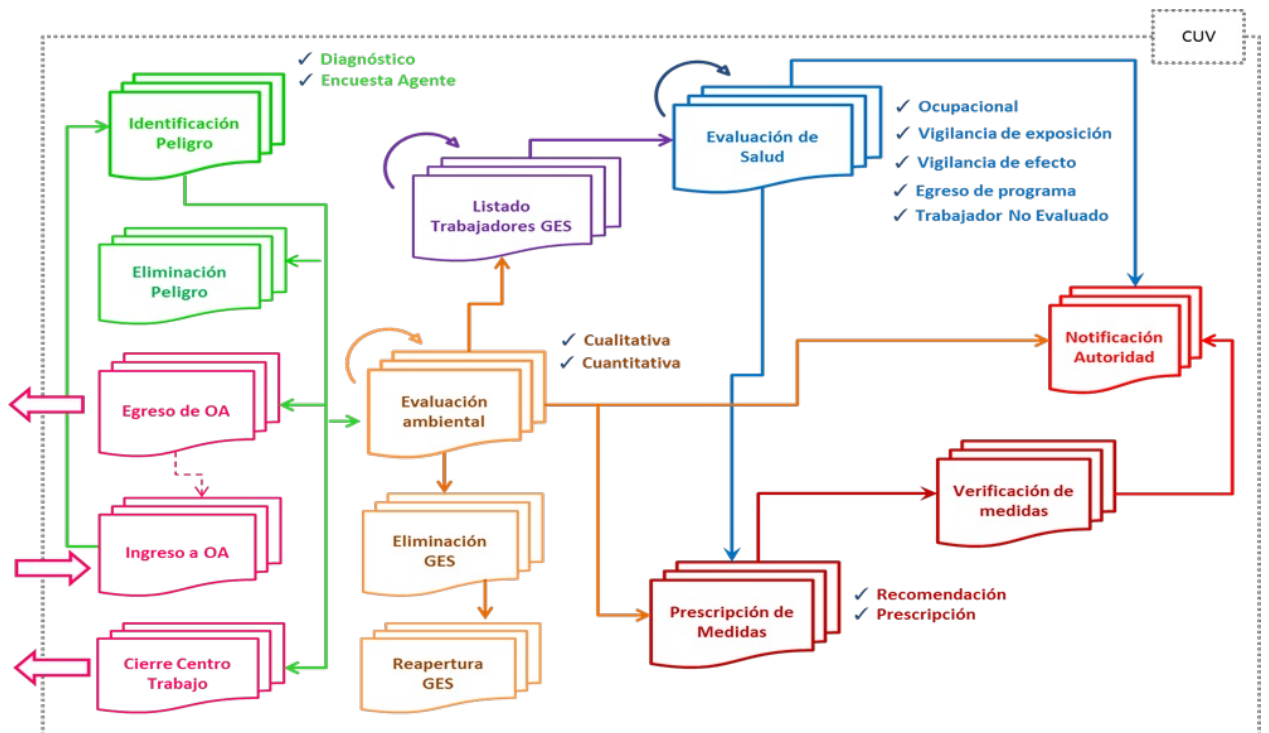 CUV
✓ Diagnóstico
✓ Encuesta Agente
Identificación
Peligro
Evaluación de
Salud
✓ Ocupacional
✓ Vigilancia de exposición
✓ Vigilancia de efecto
✓ Egreso de programa
✓ Trabajador No Evaluado
Listado
Trabajadores GES
Eliminación
Peligro
Notificación
Autoridad
✓ Cualitativa
✓ Cuantitativa
Egreso de OA
Evaluación
ambiental
Verificación de
medidas
Ingreso a OA
Eliminación
GES
Prescripción de
Medidas
✓ Recomendación
✓ Prescripción
Cierre Centro
Trabajo
Reapertura
GES